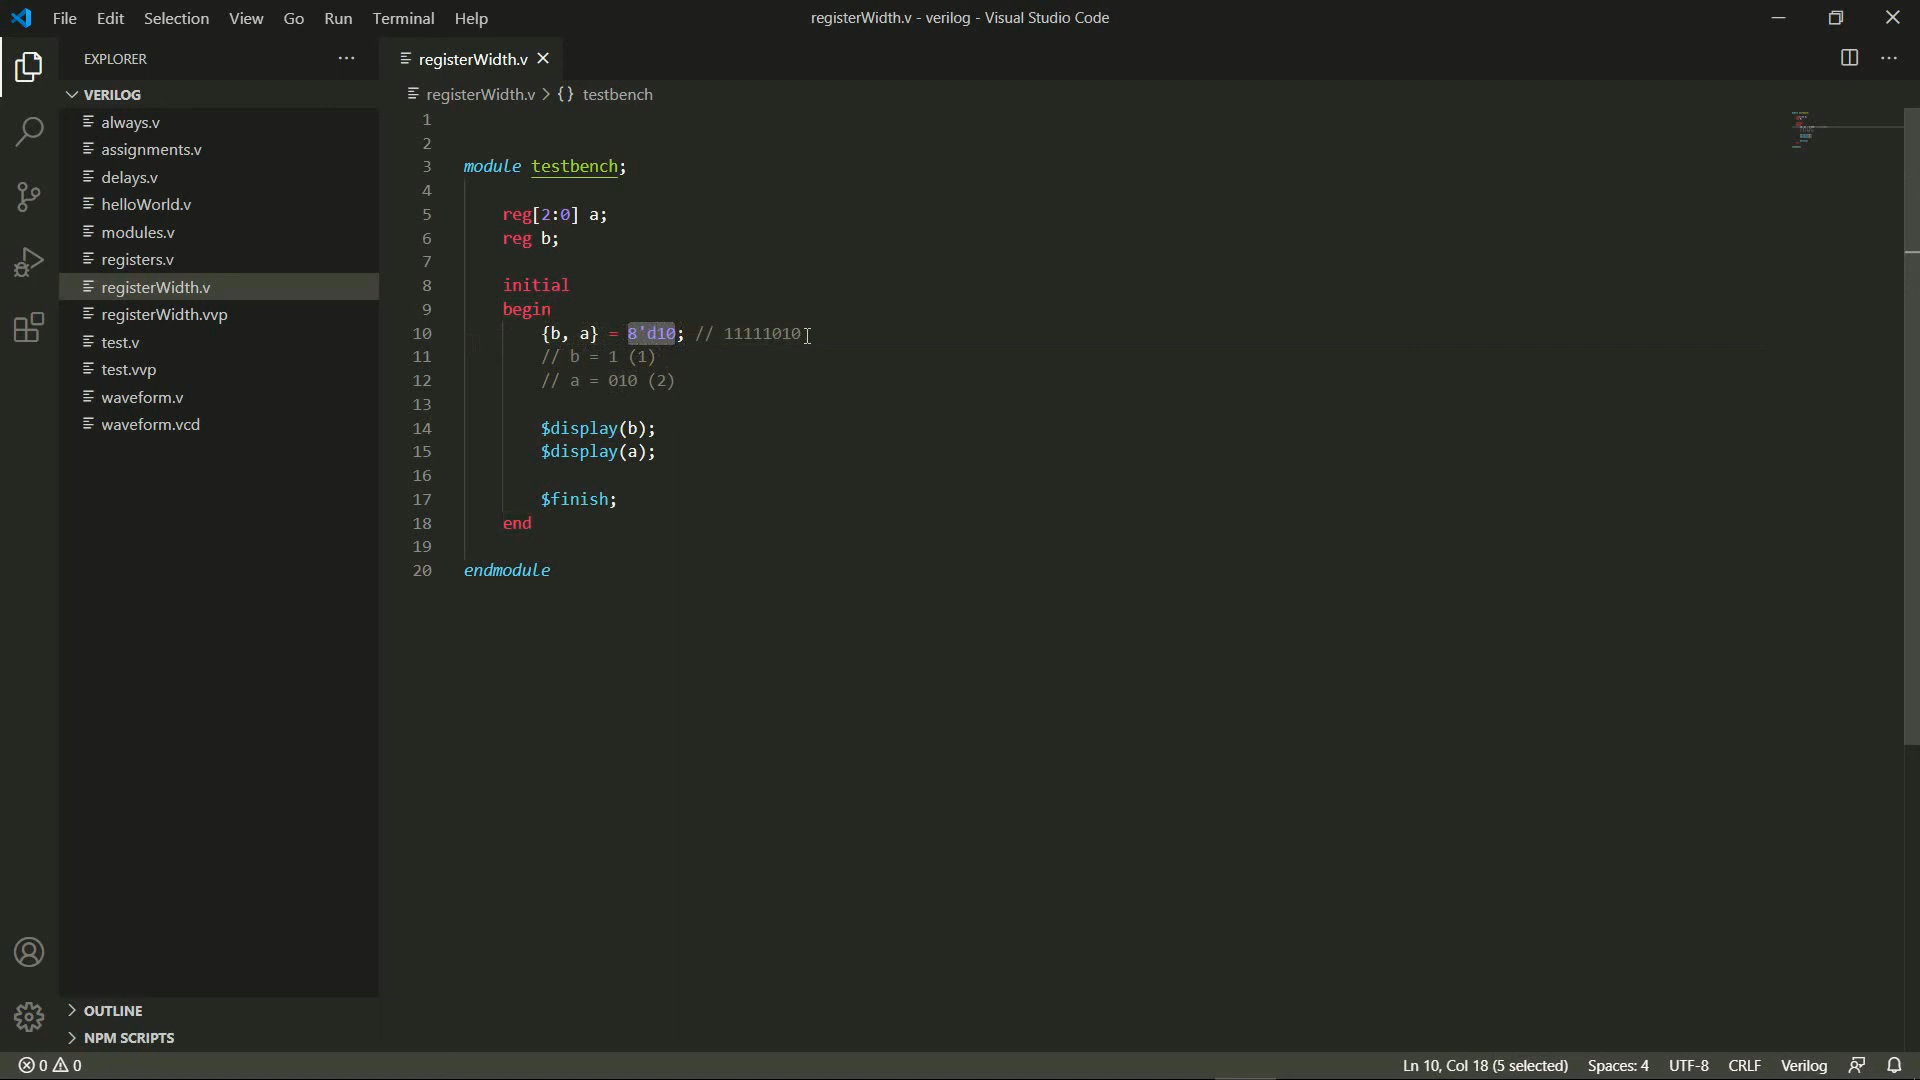 File Edit Selection View Go Run Terminal Help
registerWidth.v - verilog - Visual Studio Code
EXPLORER
VERILOG
always.v
assignments.v
delays.v
helloWorld.v
modules.v
registers.v
registerWidth.v
registerWidth.vvp
test.v
test.vvp
waveform.v
waveform.vcd
OUTLINE
NPM SCRIPTS
registerWidth.v
registerWidth.v > {} testbench
1
2
3 module testbench;
4
5 reg[2:0] a;
6 reg b;
7
8 initial
9 begin
10 {b, a} = 8'd10; // 11111010
11 // b = 1 (1)
12 // a = 010 (2)
13
14 $display(b);
15 $display(a);
16
17 $finish;
18 end
19
20 endmodule
0 0
Ln 10, Col 18 (5 selected) Spaces: 4 UTF-8 CRLF Verilog